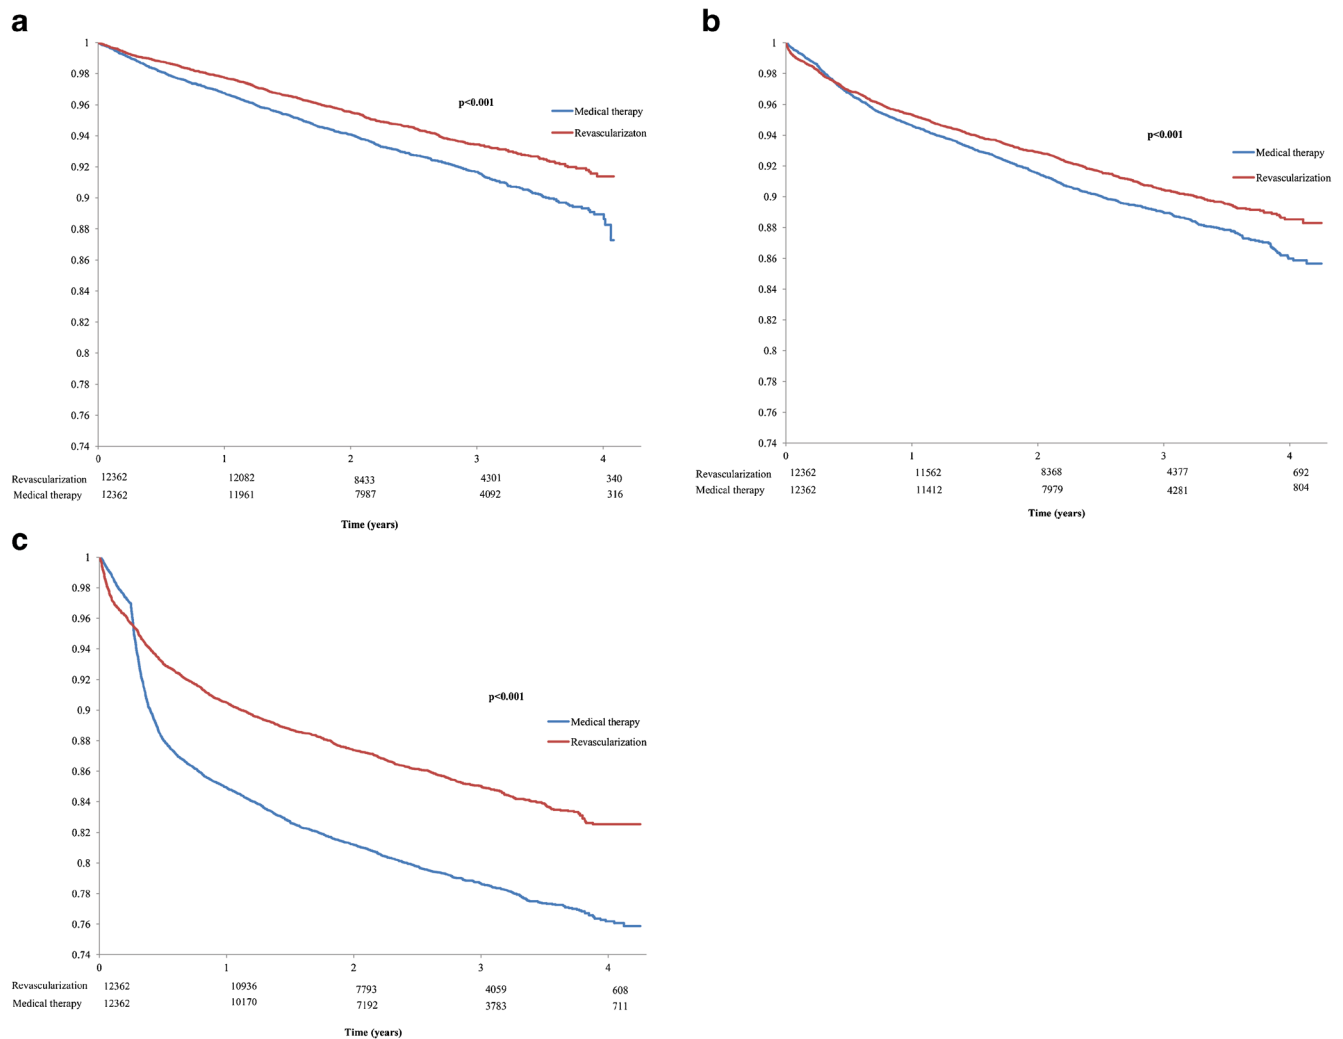 a
1
0.98
0.96
0.94
0.92
0.9
0.88
0.86
0.84
0.82
0.8
0.78
0.76
0.74
p<0.001
Medical therapy
Revascularizaton
0 1 2 3 4
Revascularization 12362 12082 8433 4301 340
Medical therapy 12362 11961 7987 4092 316
Time (years)
b
1
0.98
0.96
0.94
0.92
0.9
0.88
0.86
0.84
0.82
0.8
0.78
0.76
0.74
p<0.001
Medical therapy
Revascularization
0 1 2 3 4
Revascularization 12362 11562 8368 4377 692
Medical therapy 12362 11412 7979 4281 804
Time (years)
c
1
0.98
0.96
0.94
0.92
0.9
0.88
0.86
0.84
0.82
0.8
0.78
0.76
0.74
p<0.001
Medical therapy
Revascularization
0 1 2 3 4
Revascularization 12362 10936 7793 4059 608
Medical therapy 12362 10170 7192 3783 711
Time (years)